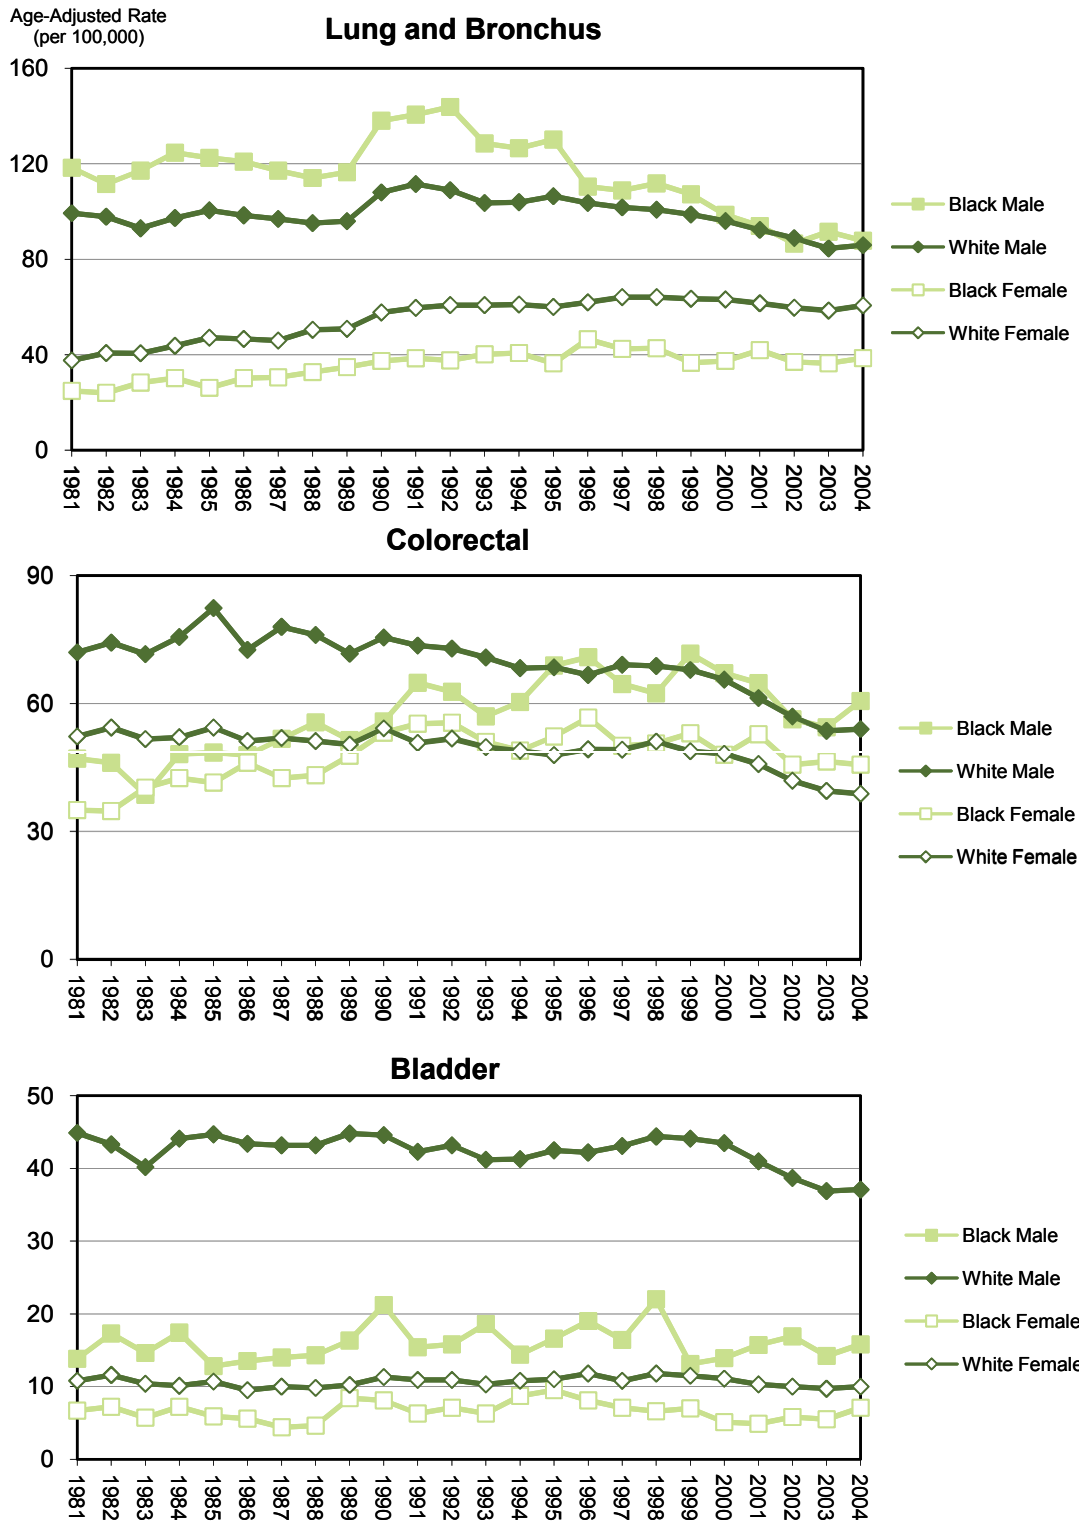 Age-Adjusted Rate
(per 100,000)
Lung and Bronchus
160
120
80
40
0
1981 1982 1983 1984 1985 1986 1987 1988 1989 1990 1991 1992 1993 1994 1995 1996 1997 1998 1999 2000 2001 2002 2003 2004
Black Male
White Male
Black Female
White Female
Colorectal
90
60
30
0
1981 1982 1983 1984 1985 1986 1987 1988 1989 1990 1991 1992 1993 1994 1995 1996 1997 1998 1999 2000 2001 2002 2003 2004
Black Male
White Male
Black Female
White Female
Bladder
50
40
30
20
10
0
1981 1982 1983 1984 1985 1986 1987 1988 1989 1990 1991 1992 1993 1994 1995 1996 1997 1998 1999 2000 2001 2002 2003 2004
Black Male
White Male
Black Female
White Female